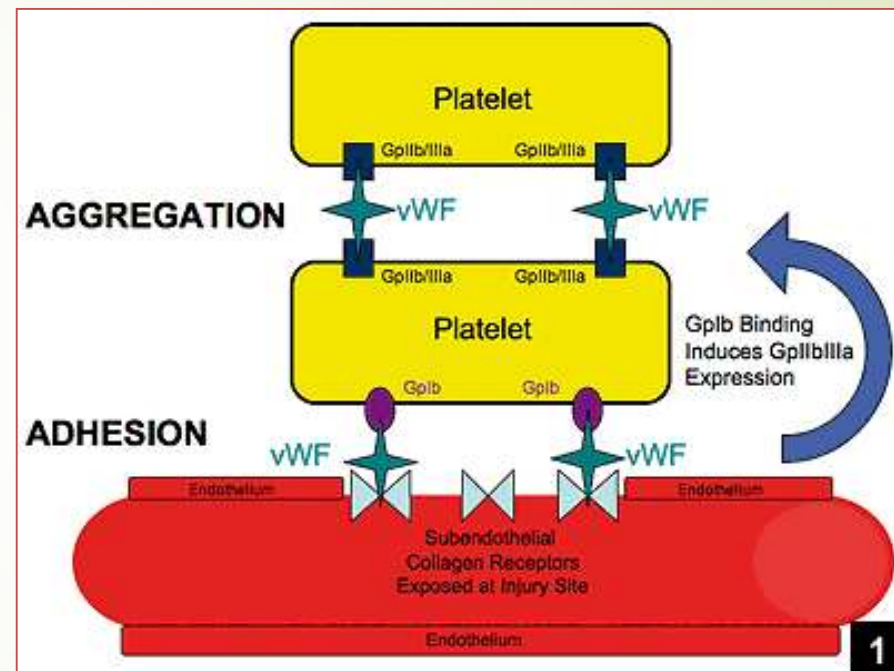 Platelet
GpIIb/IIIa GpIIb/IIIa
AGGREGATION
vWF vWF
GpIIb/IIIa GpIIb/IIIa
Platelet
GpIb Binding
Induces GpIIbIIIa
Expression
GpIb GpIb
ADHESION
vWF vWF
Endothelium Endothelium
Subendothelial
Collagen Receptors
Exposed at Injury Site
Endothelium
1